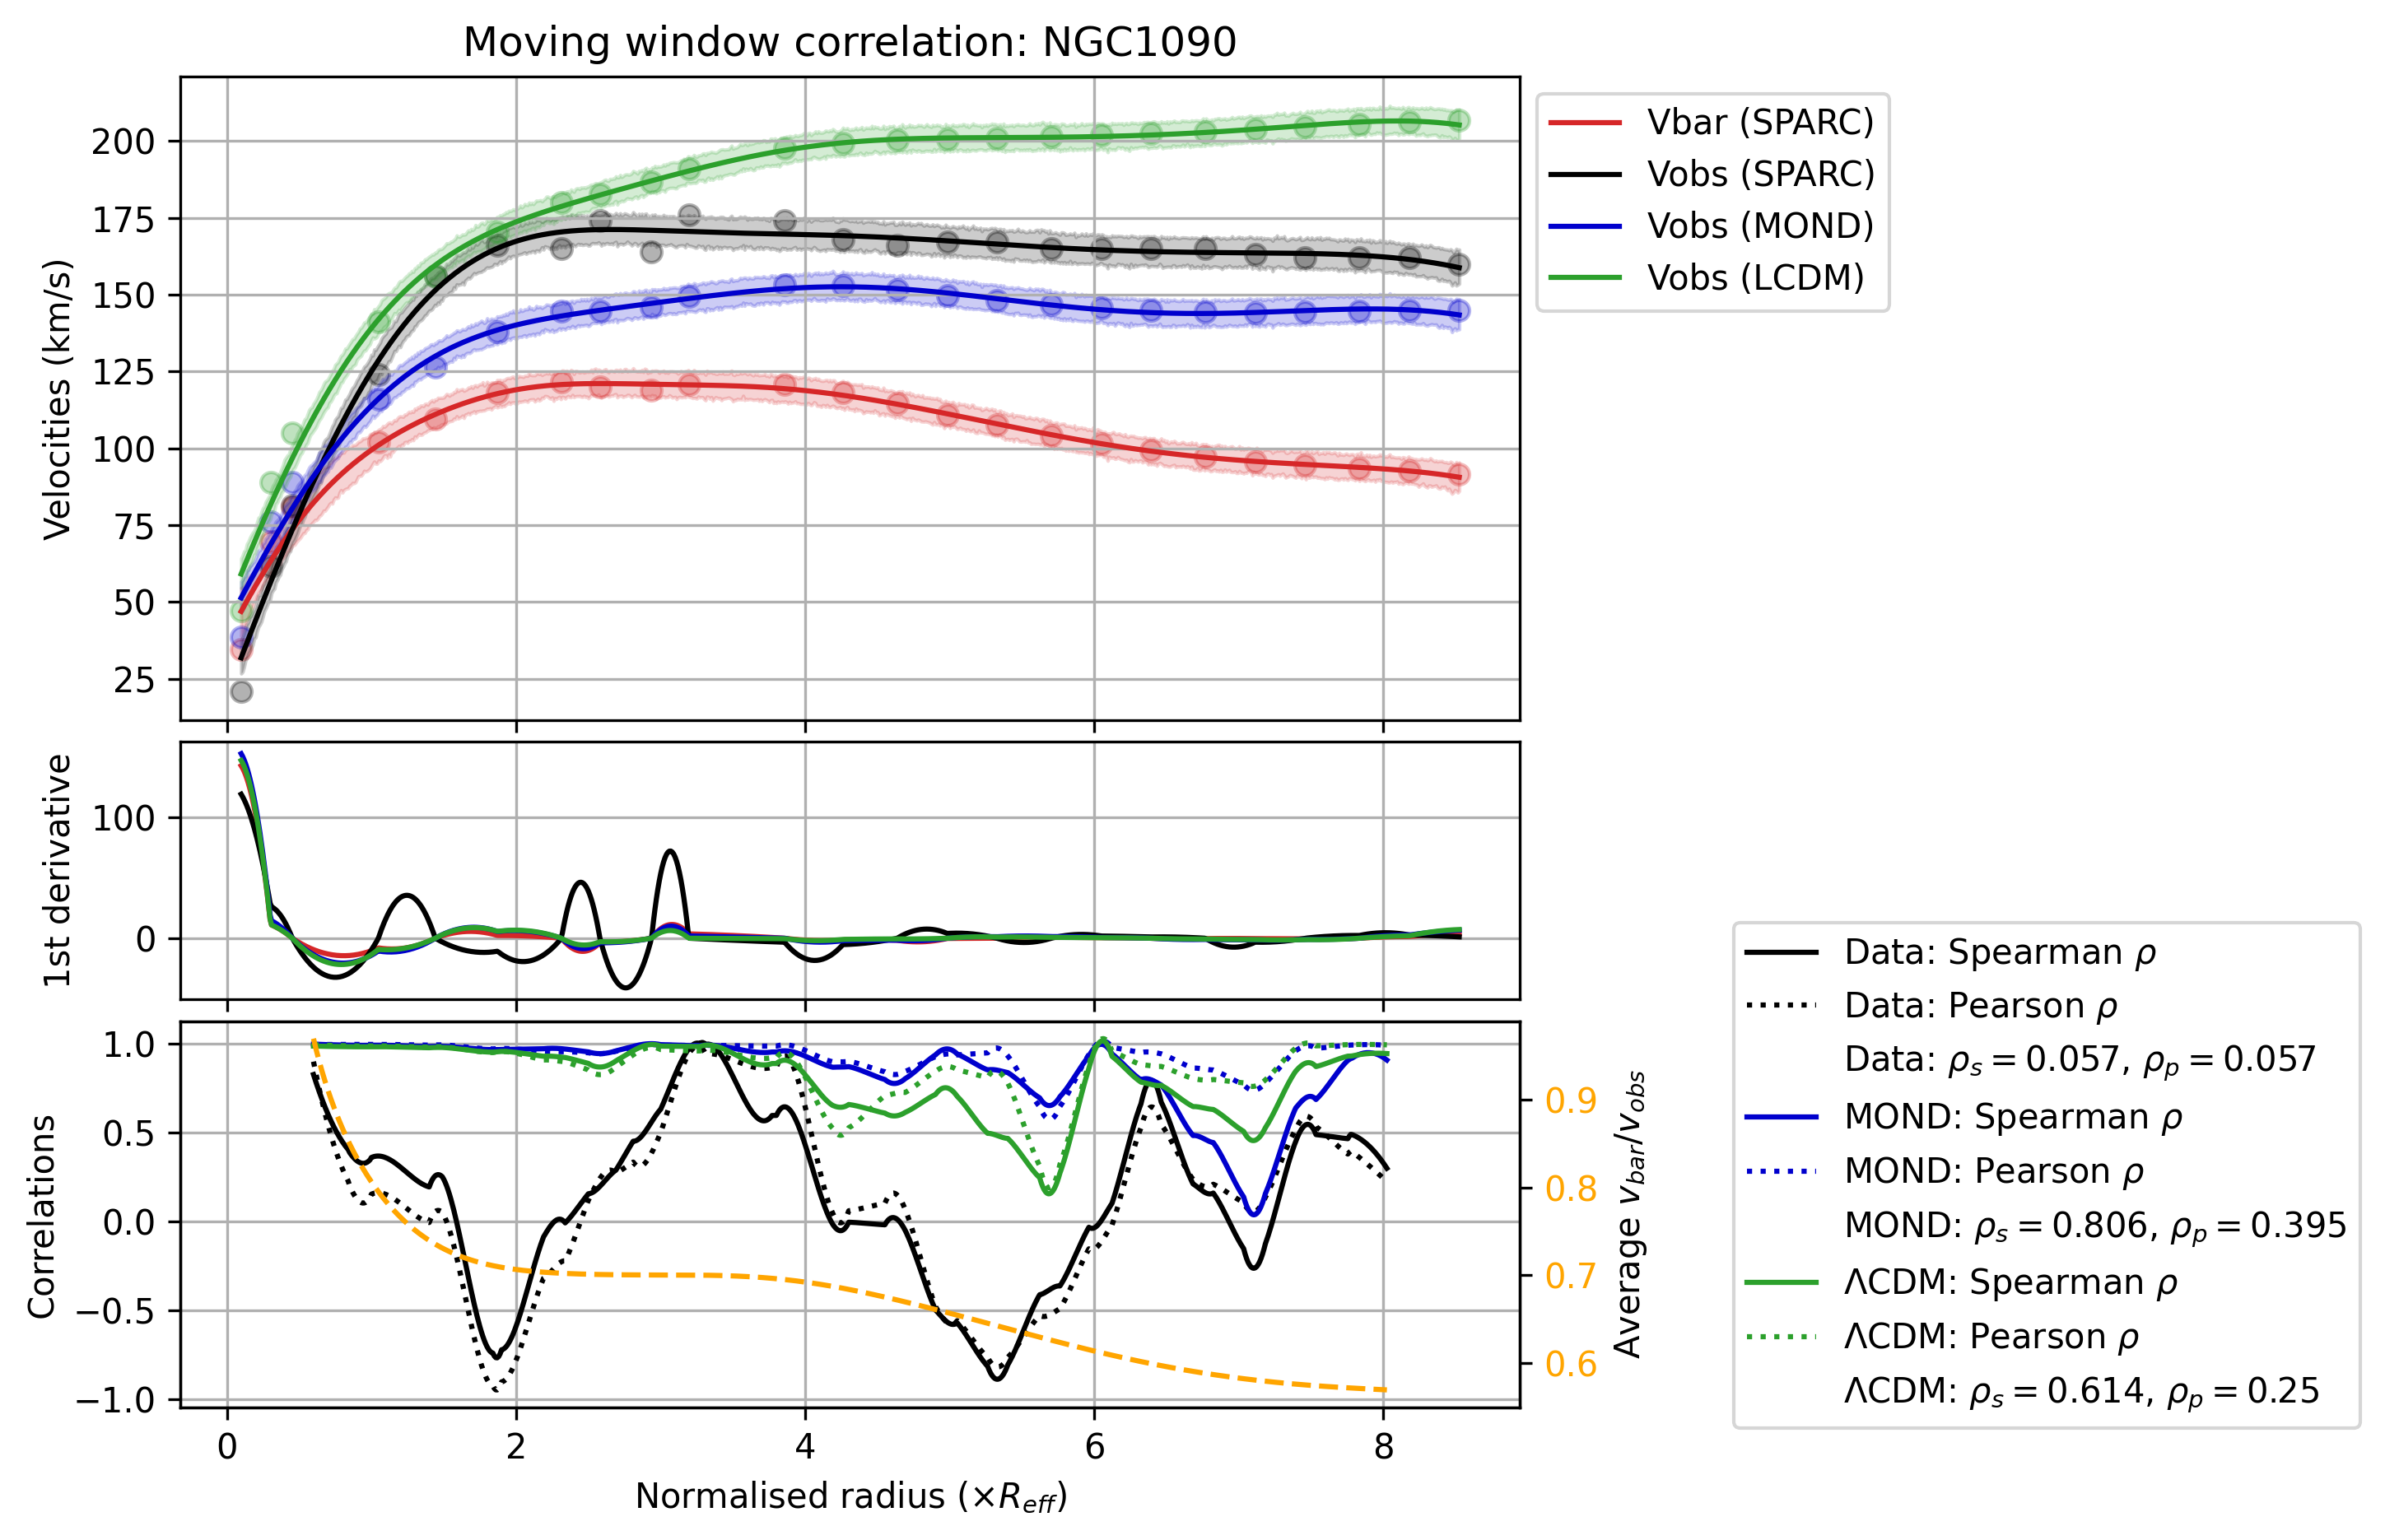 Moving window correlation: NGC1090
200
175
150
125
100
75
50
25
Velocities (km/s)
Vbar (SPARC)
Vobs (SPARC)
Vobs (MOND)
Vobs (LCDM)
100
0
1st derivative
1.0
0.5
0.0
−0.5
−1.0
Correlations
0.9
0.8
0.7
0.6
Average v_bar/v_obs
0 2 4 6 8
Normalised radius (×R_eff)
Data: Spearman ρ
Data: Pearson ρ
Data: ρ_s = 0.057, ρ_p = 0.057
MOND: Spearman ρ
MOND: Pearson ρ
MOND: ρ_s = 0.806, ρ_p = 0.395
ΛCDM: Spearman ρ
ΛCDM: Pearson ρ
ΛCDM: ρ_s = 0.614, ρ_p = 0.25